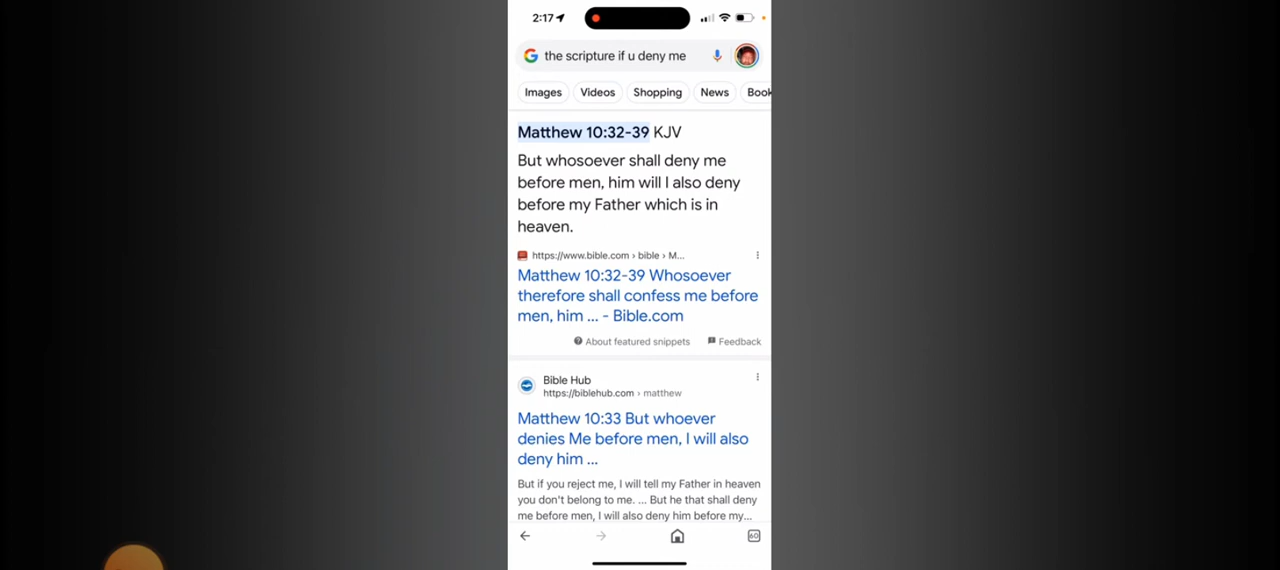 2:17
the scripture if u deny me
Images Videos Shopping News Book
Matthew 10:32-39 KJV
But whosoever shall deny me
before men, him will I also deny
before my Father which is in
heaven.
https://www.bible.com › bible › M...
Matthew 10:32-39 Whosoever
therefore shall confess me before
men, him ... - Bible.com
About featured snippets Feedback
Bible Hub
https://biblehub.com › matthew
Matthew 10:33 But whoever
denies Me before men, I will also
deny him ...
But if you reject me, I will tell my Father in heaven
you don't belong to me. ... But he that shall deny
me before men, I will also deny him before my...
60